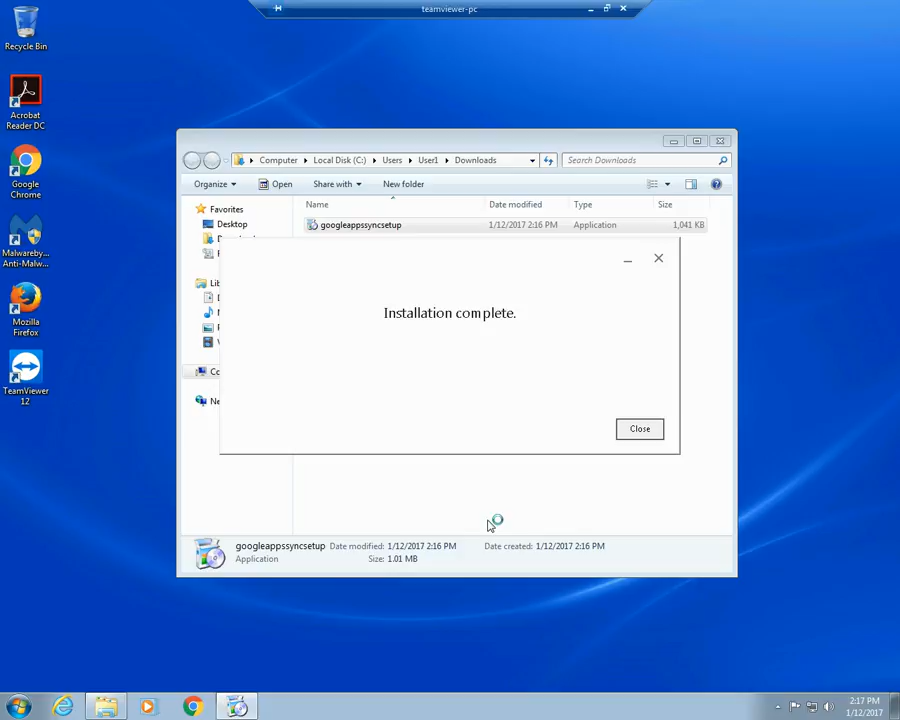 teamviewer-pc
Recycle Bin
Acrobat
Reader DC
Google
Chrome
Malwareby...
Anti-Malw...
Mozilla
Firefox
TeamViewer
12
Computer
Local Disk (C:)
Users
User1
Downloads
Search Downloads
Organize
Open
Share with
New folder
Name
Date modified
Type
Size
Favorites
Desktop
googleappssyncsetup
1/12/2017 2:16 PM
Application
1,041 KB
Lib
Co
Ne
Installation complete.
Close
googleappssyncsetup Date modified: 1/12/2017 2:16 PM
Date created: 1/12/2017 2:16 PM
Application
Size: 1.01 MB
2:17 PM
1/12/2017